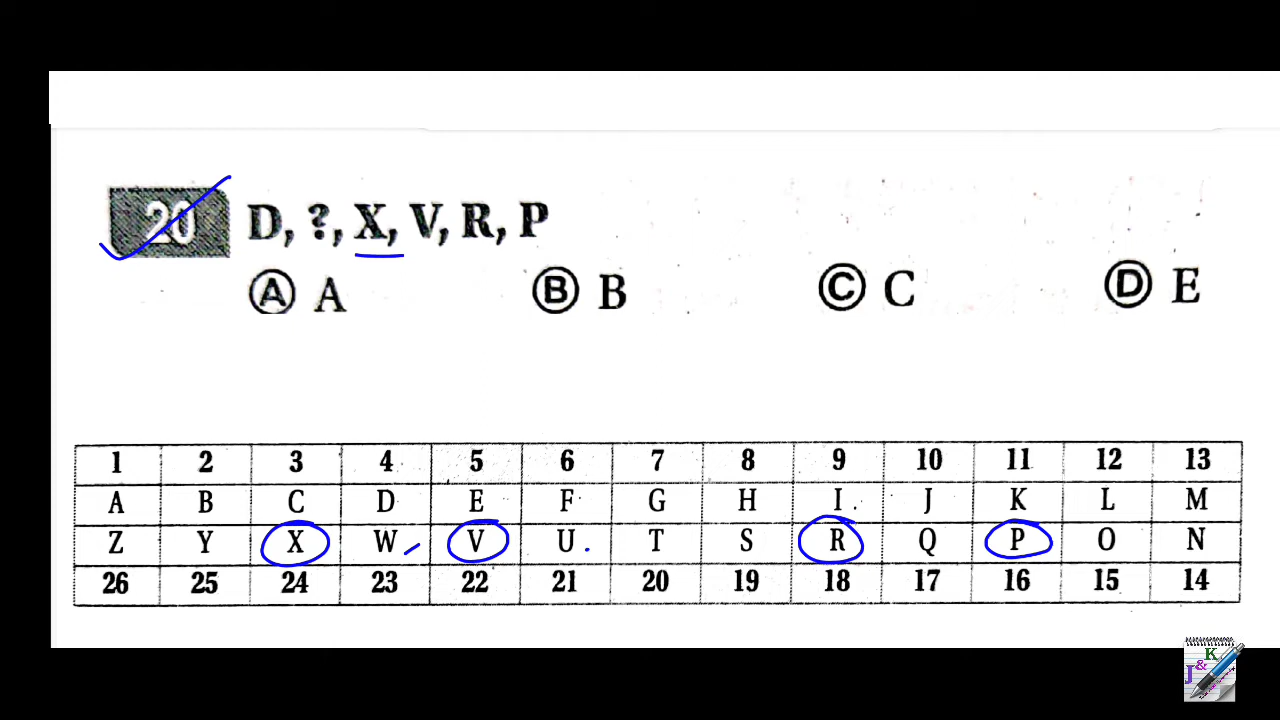 20 D, ?, X, V, R, P
A A B B C C D E
1 2 3 4 5 6 7 8 9 10 11 12 13
A B C D E F G H I J K L M
Z Y X W V U T S R Q P O N
26 25 24 23 22 21 20 19 18 17 16 15 14
J & K